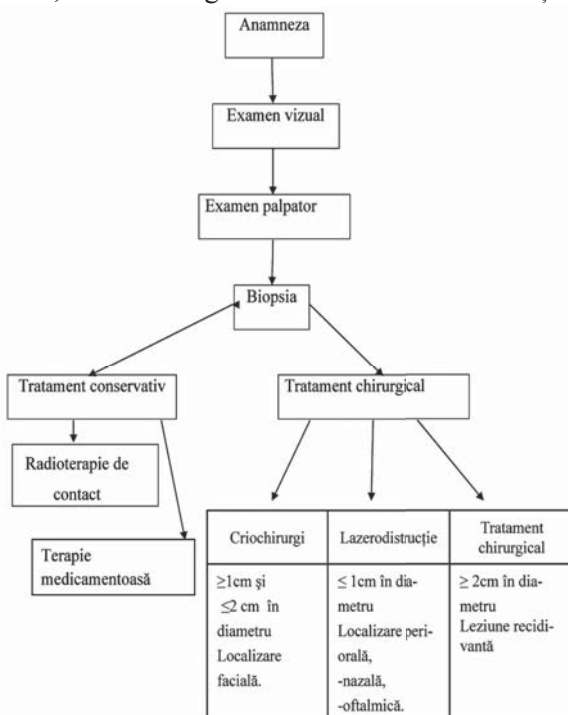 Anamneza
Examen vizual
Examen palpator
Biopsia
Tratament conservativ
Tratament chirurgical
Radioterapie de
contact
Terapie
medicamentoasă
Criochirurgi
≥1cm și
≤2 cm în
diametru
Localizare
facială.
Lazerodistrucție
≤ 1cm în dia-
metru
Localizare peri-
orală,
-nazală,
-oftalmică.
Tratament
chirurgical
≥ 2cm în dia-
metru
Leziune recidi-
vantă